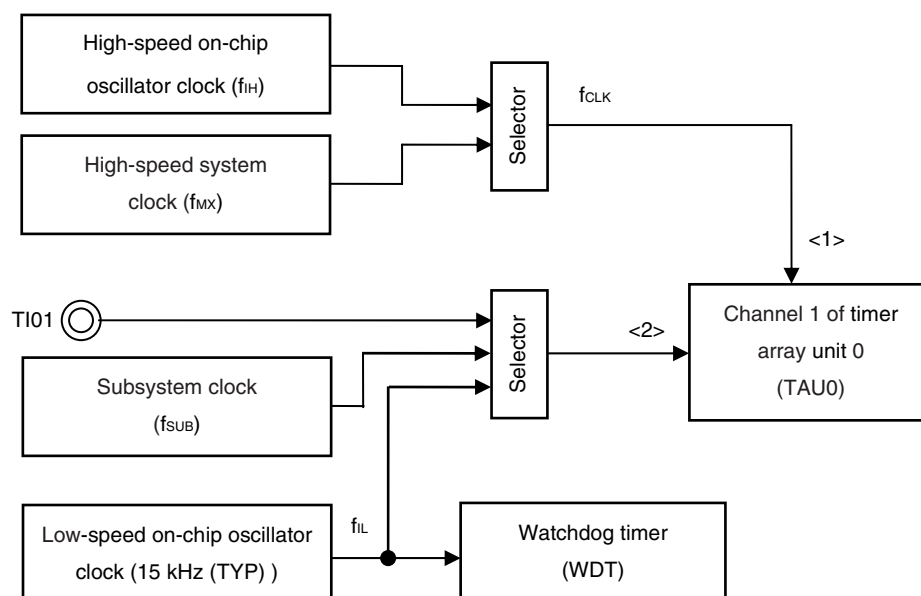 High-speed on-chip
oscillator clock (fIH)
Selector
fCLK
High-speed system
clock (fMX)
<1>
TI01
Selector
<2>
Channel 1 of timer
array unit 0
(TAU0)
Subsystem clock
(fSUB)
Low-speed on-chip oscillator
clock (15 kHz (TYP) )
fIL
Watchdog timer
(WDT)